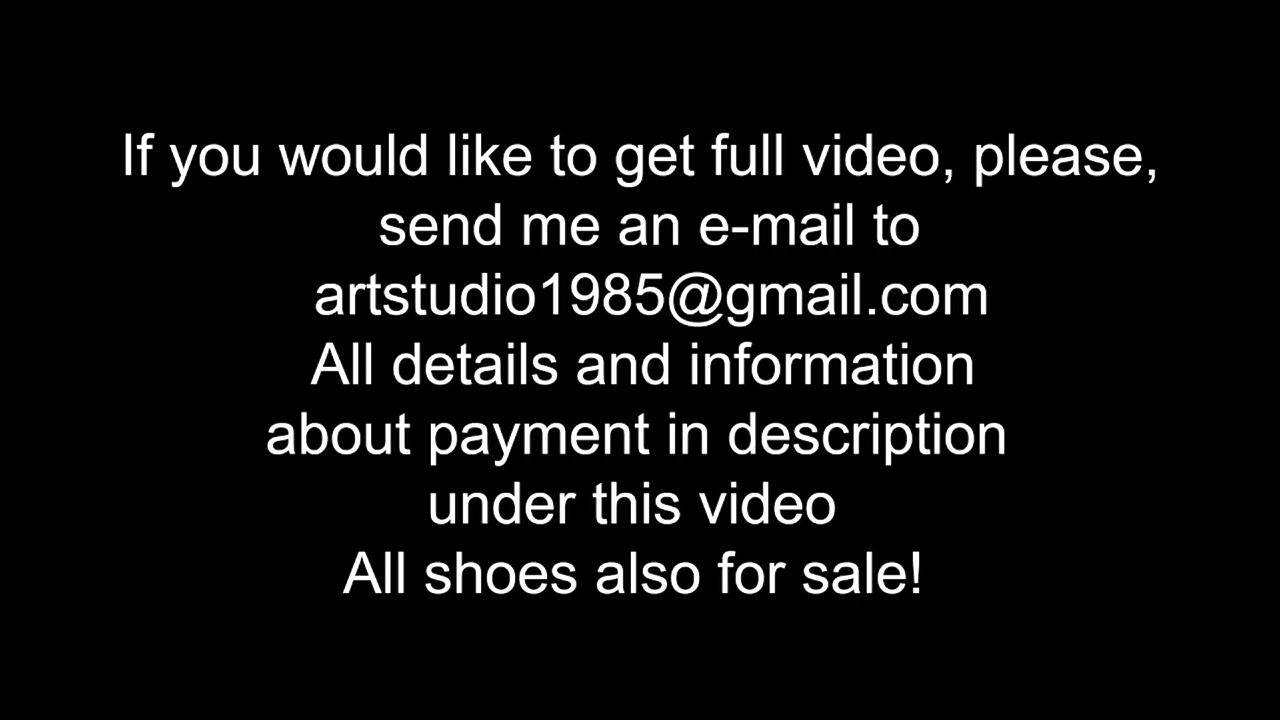 If you would like to get full video, please,
send me an e-mail to
artstudio1985@gmail.com
All details and information
about payment in description
under this video
All shoes also for sale!